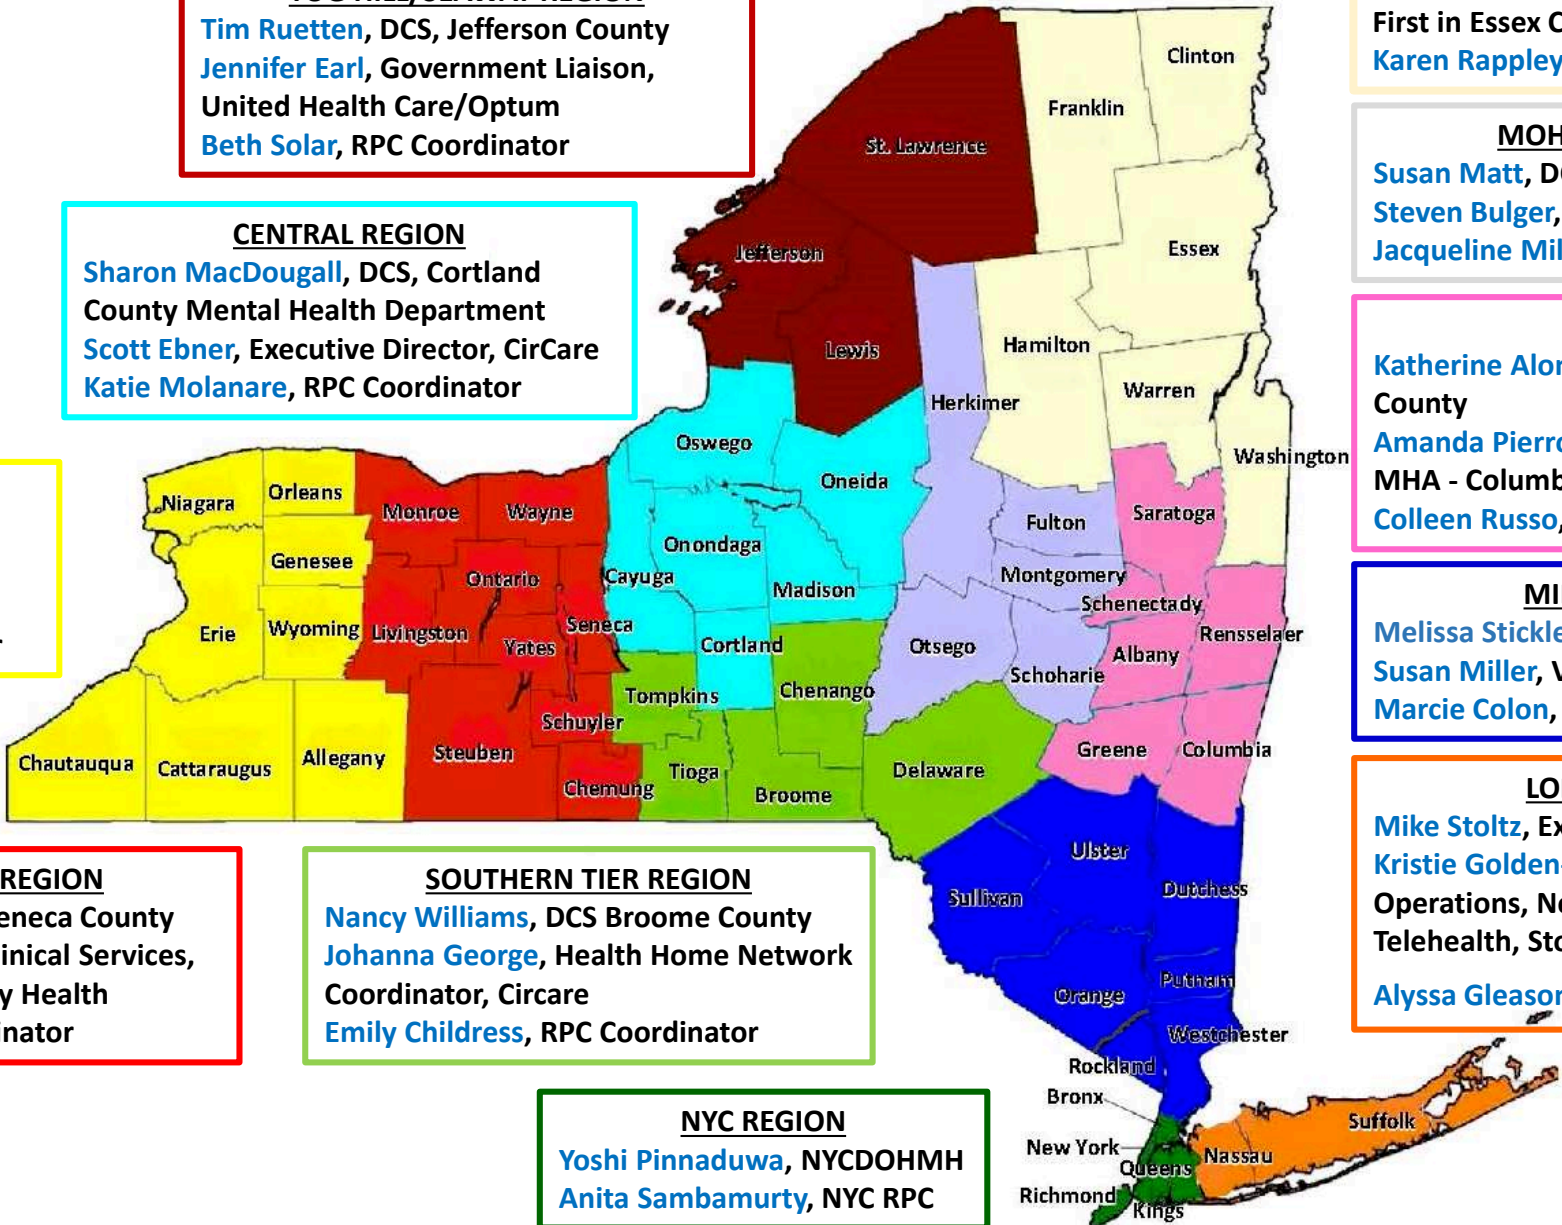 Tim Ruetten, DCS, Jefferson County
Jennifer Earl, Government Liaison,
United Health Care/Optum
Beth Solar, RPC Coordinator
CENTRAL REGION
Sharon MacDougall, DCS, Cortland
County Mental Health Department
Scott Ebner, Executive Director, CirCare
Katie Molanare, RPC Coordinator
First in Essex
Karen
Susan Matt,
Steven Bulger,
Jacqueline
Katherine
County
Amanda
MHA -
Colleen Russo,
Melissa
Susan Miller,
Marcie Colon,
Mike Stoltz,
Kristie Golden
Operations,
Telehealth,
Alyssa
REGION
County
Services,
Health
SOUTHERN TIER REGION
Nancy Williams, DCS Broome County
Johanna George, Health Home Network
Coordinator, Circare
Emily Childress, RPC Coordinator
NYC REGION
Yoshi Pinnaduwa, NYCDOHMH
Anita Sambamurty, NYC RPC
Clinton
Franklin
St. Lawrence
Essex
Jefferson
Hamilton
Lewis
Warren
Herkimer
Oswego
Washington
Oneida
Niagara
Orleans
Monroe
Wayne
Fulton
Saratoga
Onondaga
Genesee
Ontario
Cayuga
Madison
Montgomery
Schenectady
Erie
Wyoming
Livingston
Seneca
Yates
Cortland
Otsego
Albany
Rensselaer
Schoharie
Tompkins
Chenango
Schuyler
Chautauqua
Cattaraugus
Allegany
Steuben
Tioga
Delaware
Greene
Columbia
Chemung
Broome
Ulster
Sullivan
Dutchess
Putnam
Orange
Westchester
Rockland
Bronx
Suffolk
New York
Nassau
Queens
Richmond
Kings